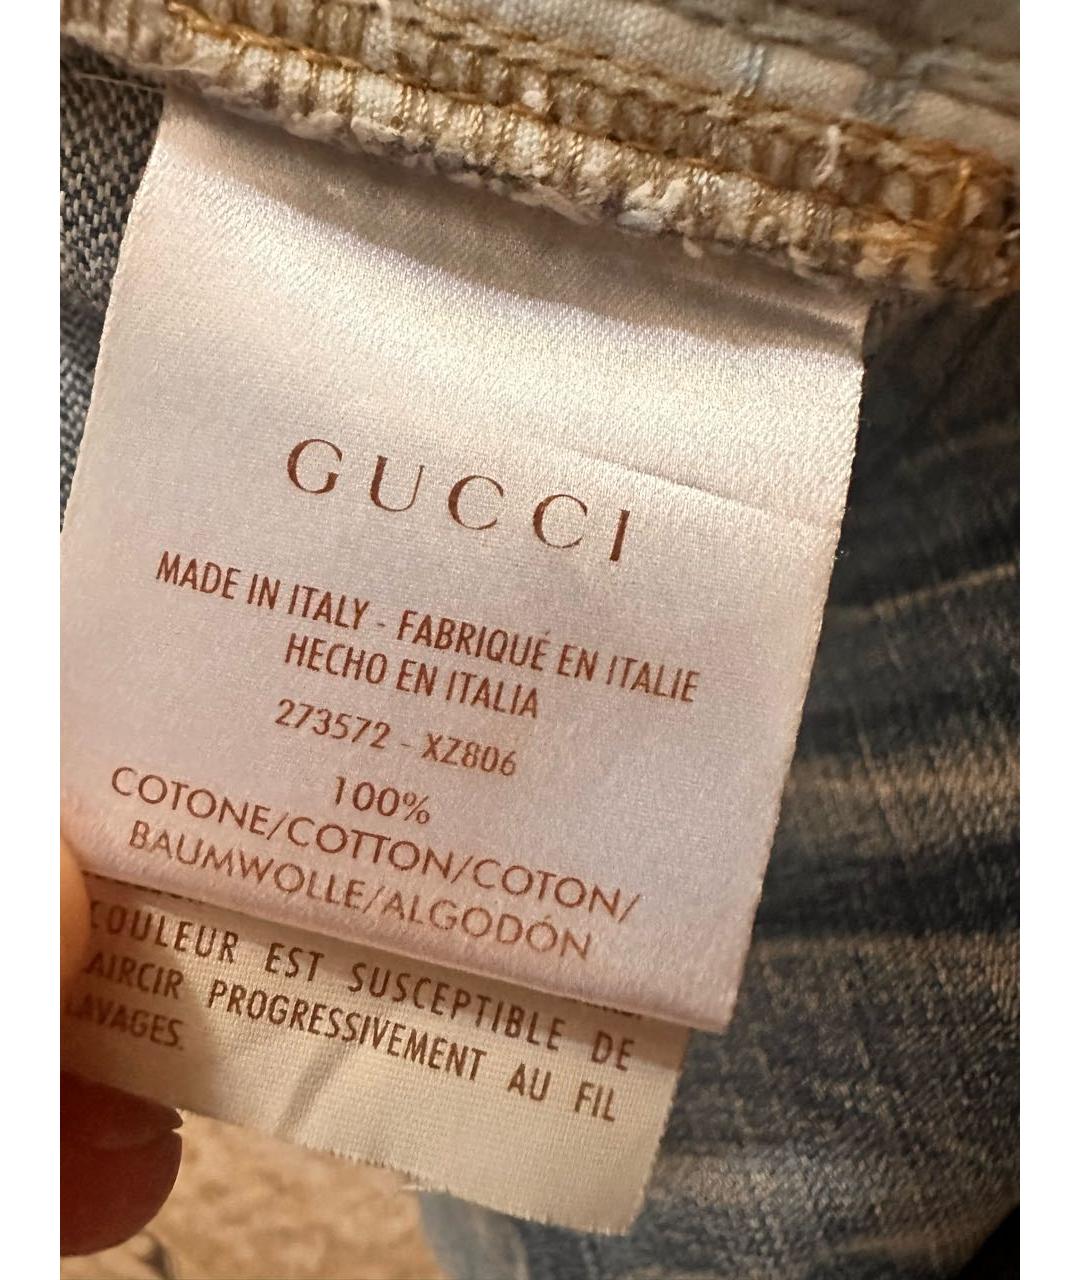 GUCCI
MADE IN ITALY - FABRIQUÉ EN ITALIE
HECHO EN ITALIA
273572 - XZ806
100%
COTONE/COTTON/COTON/
BAUMWOLLE/ALGODÓN
COULEUR EST SUSCEPTIBLE DE
AIRCIR PROGRESSIVEMENT AU FIL
LAVAGES.